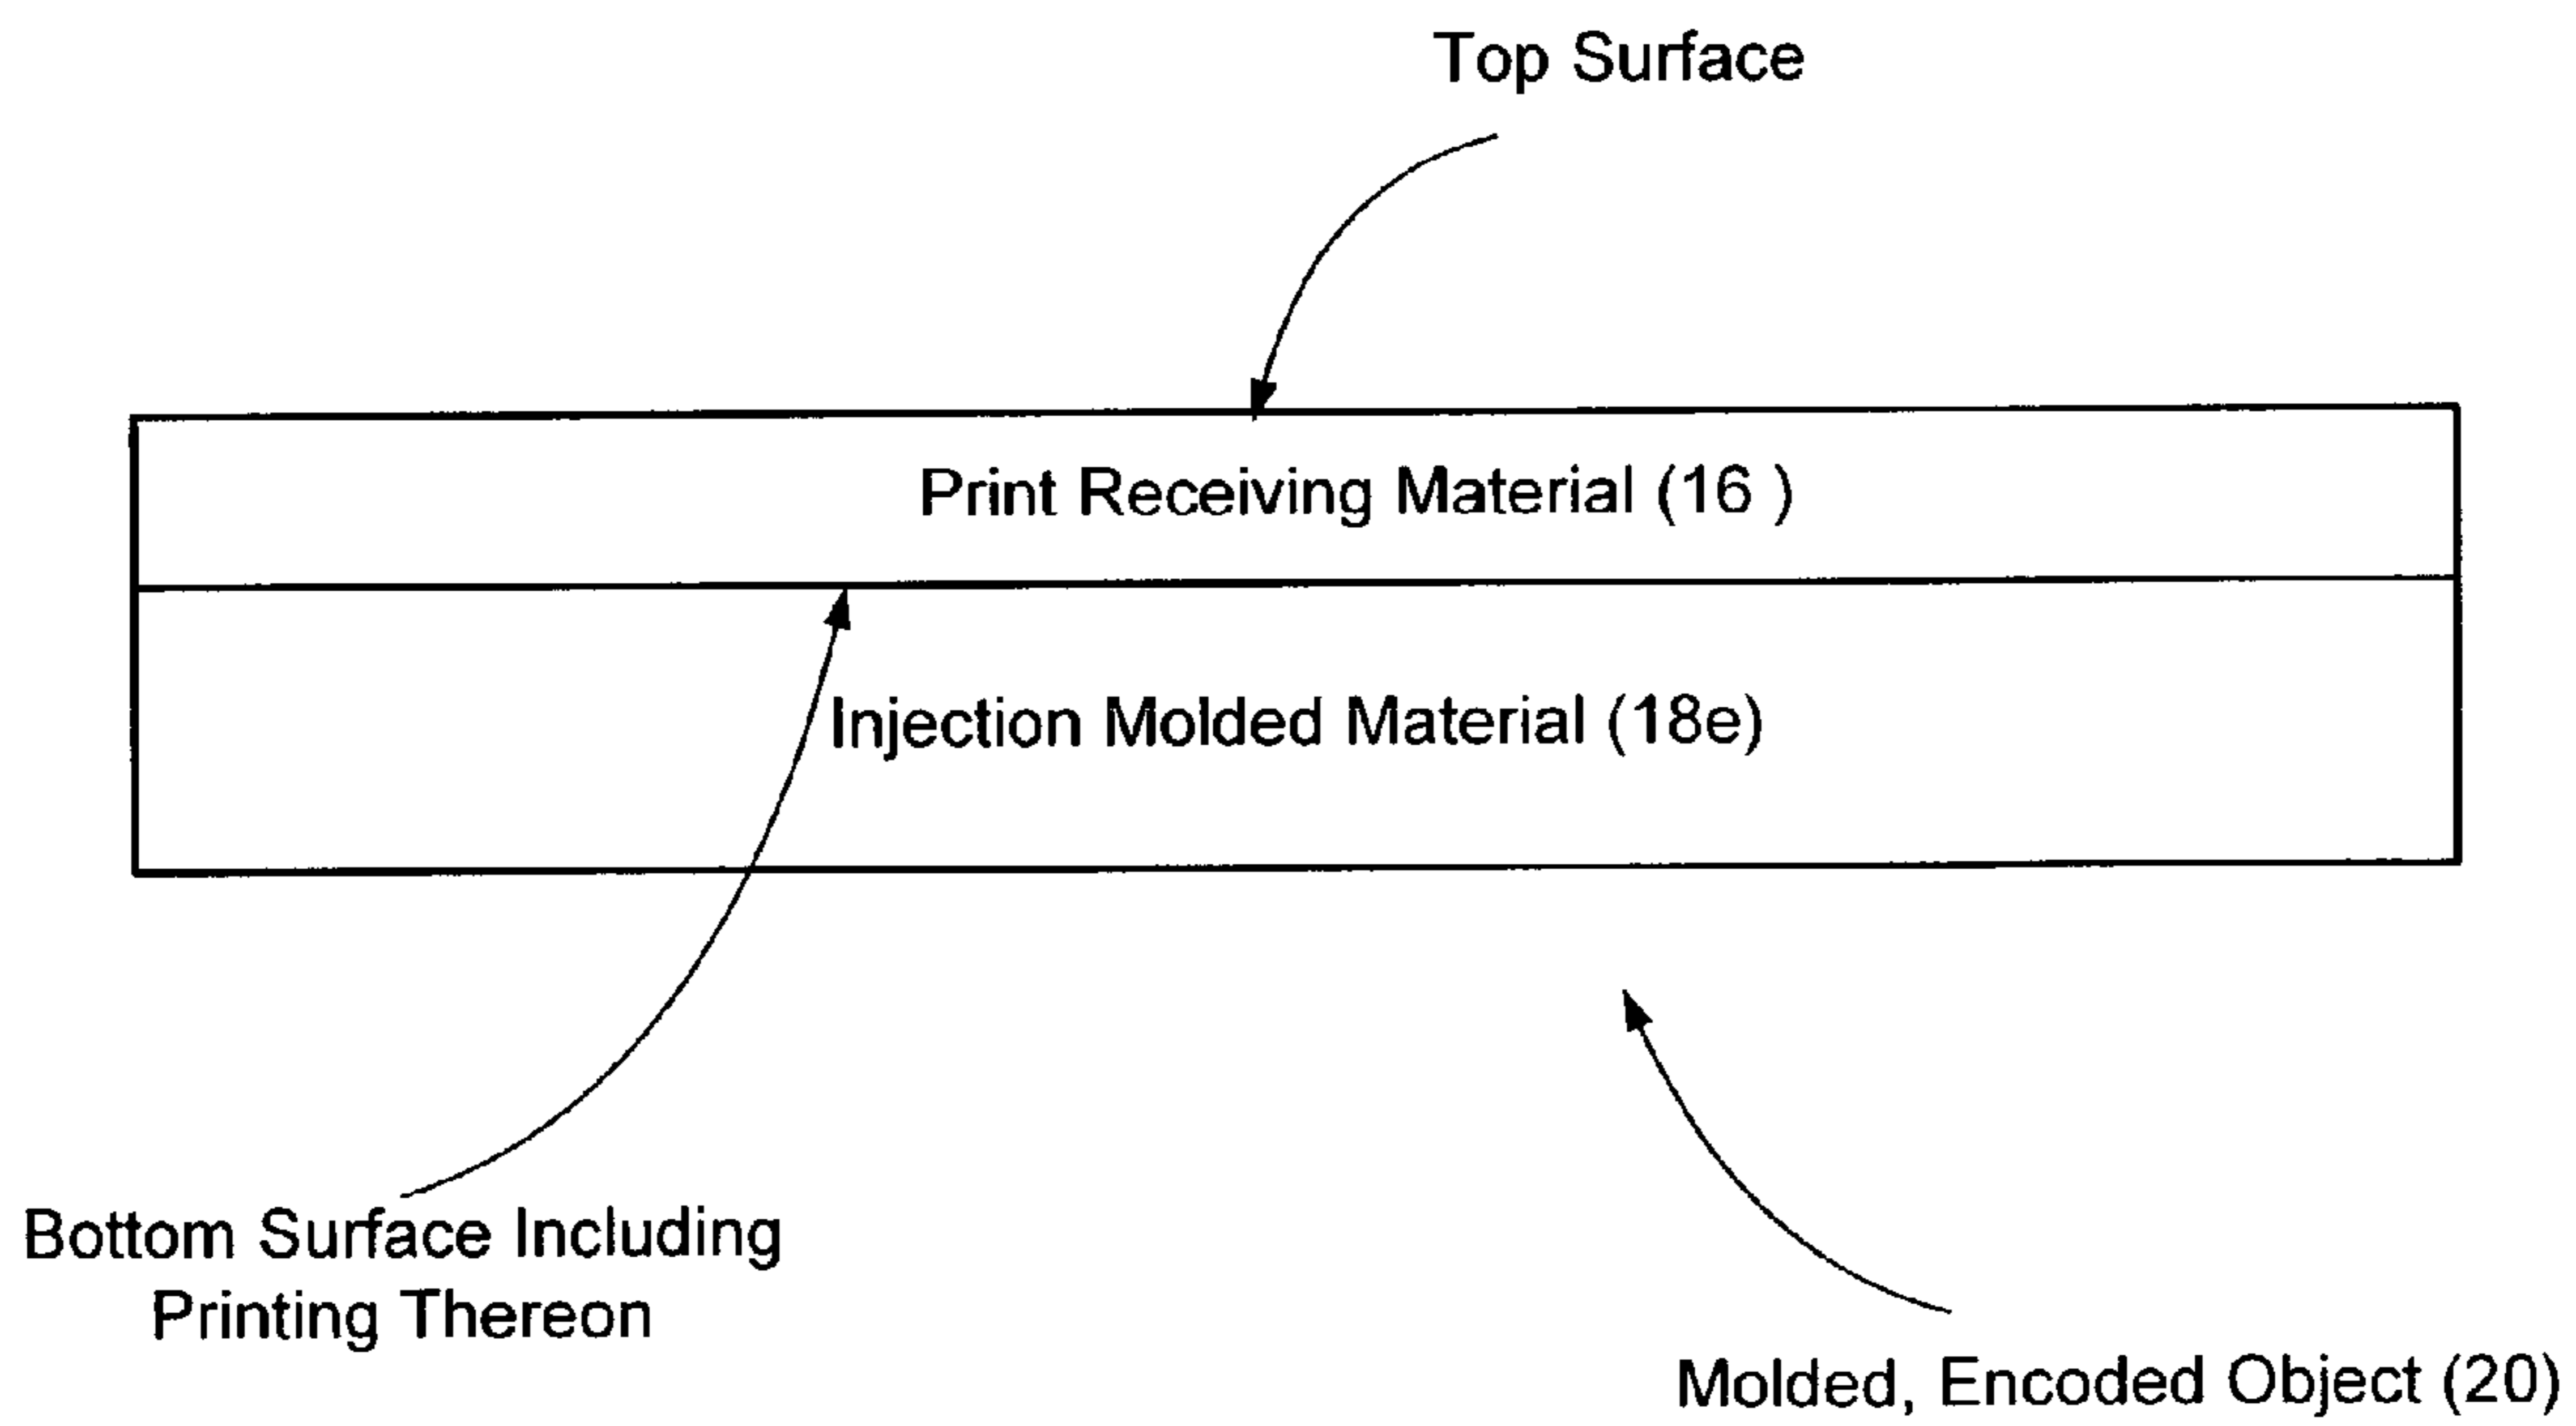 Top Surface
Print Receiving Material (16 )
Injection Molded Material (18e)
Bottom Surface Including
Printing Thereon
Molded, Encoded Object (20)